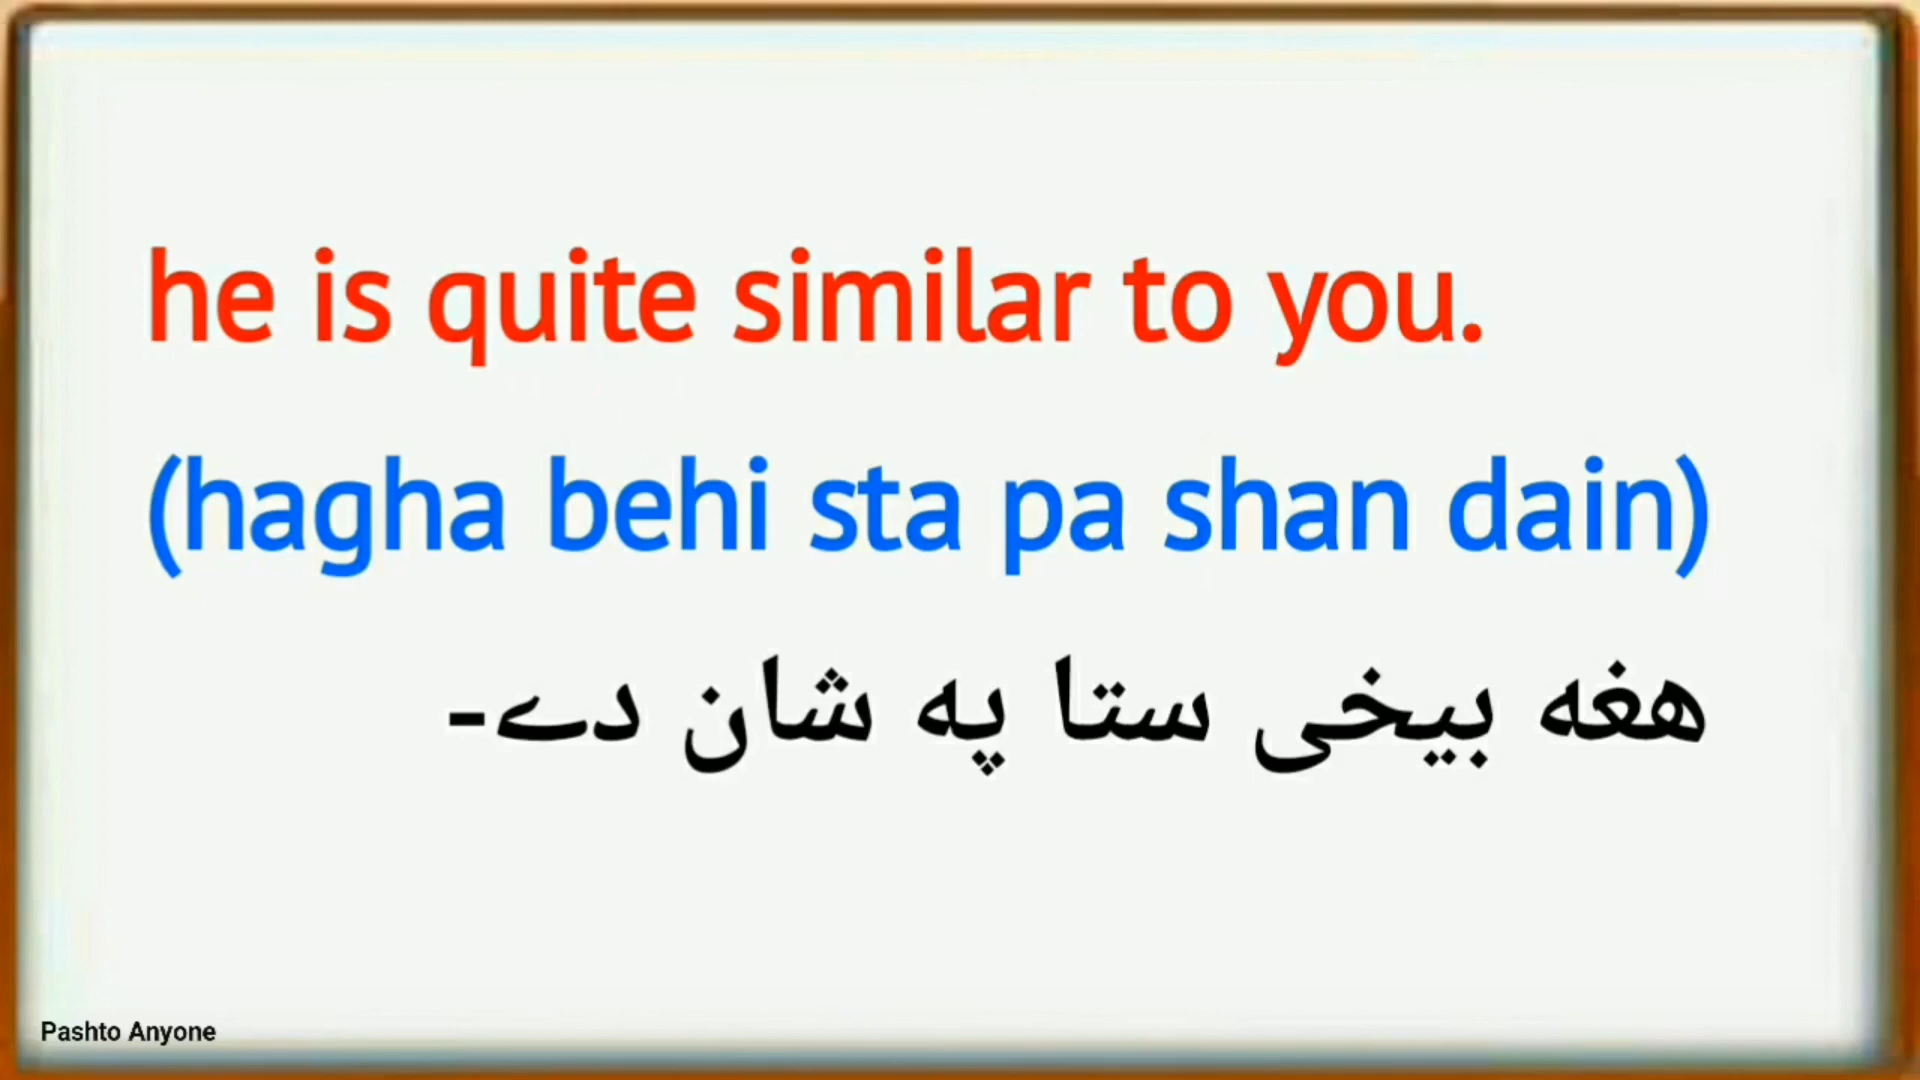 he is quite similar to you.
(hagha behi sta pa shan dain)
هغه بیخی ستا په شان دے۔
Pashto Anyone